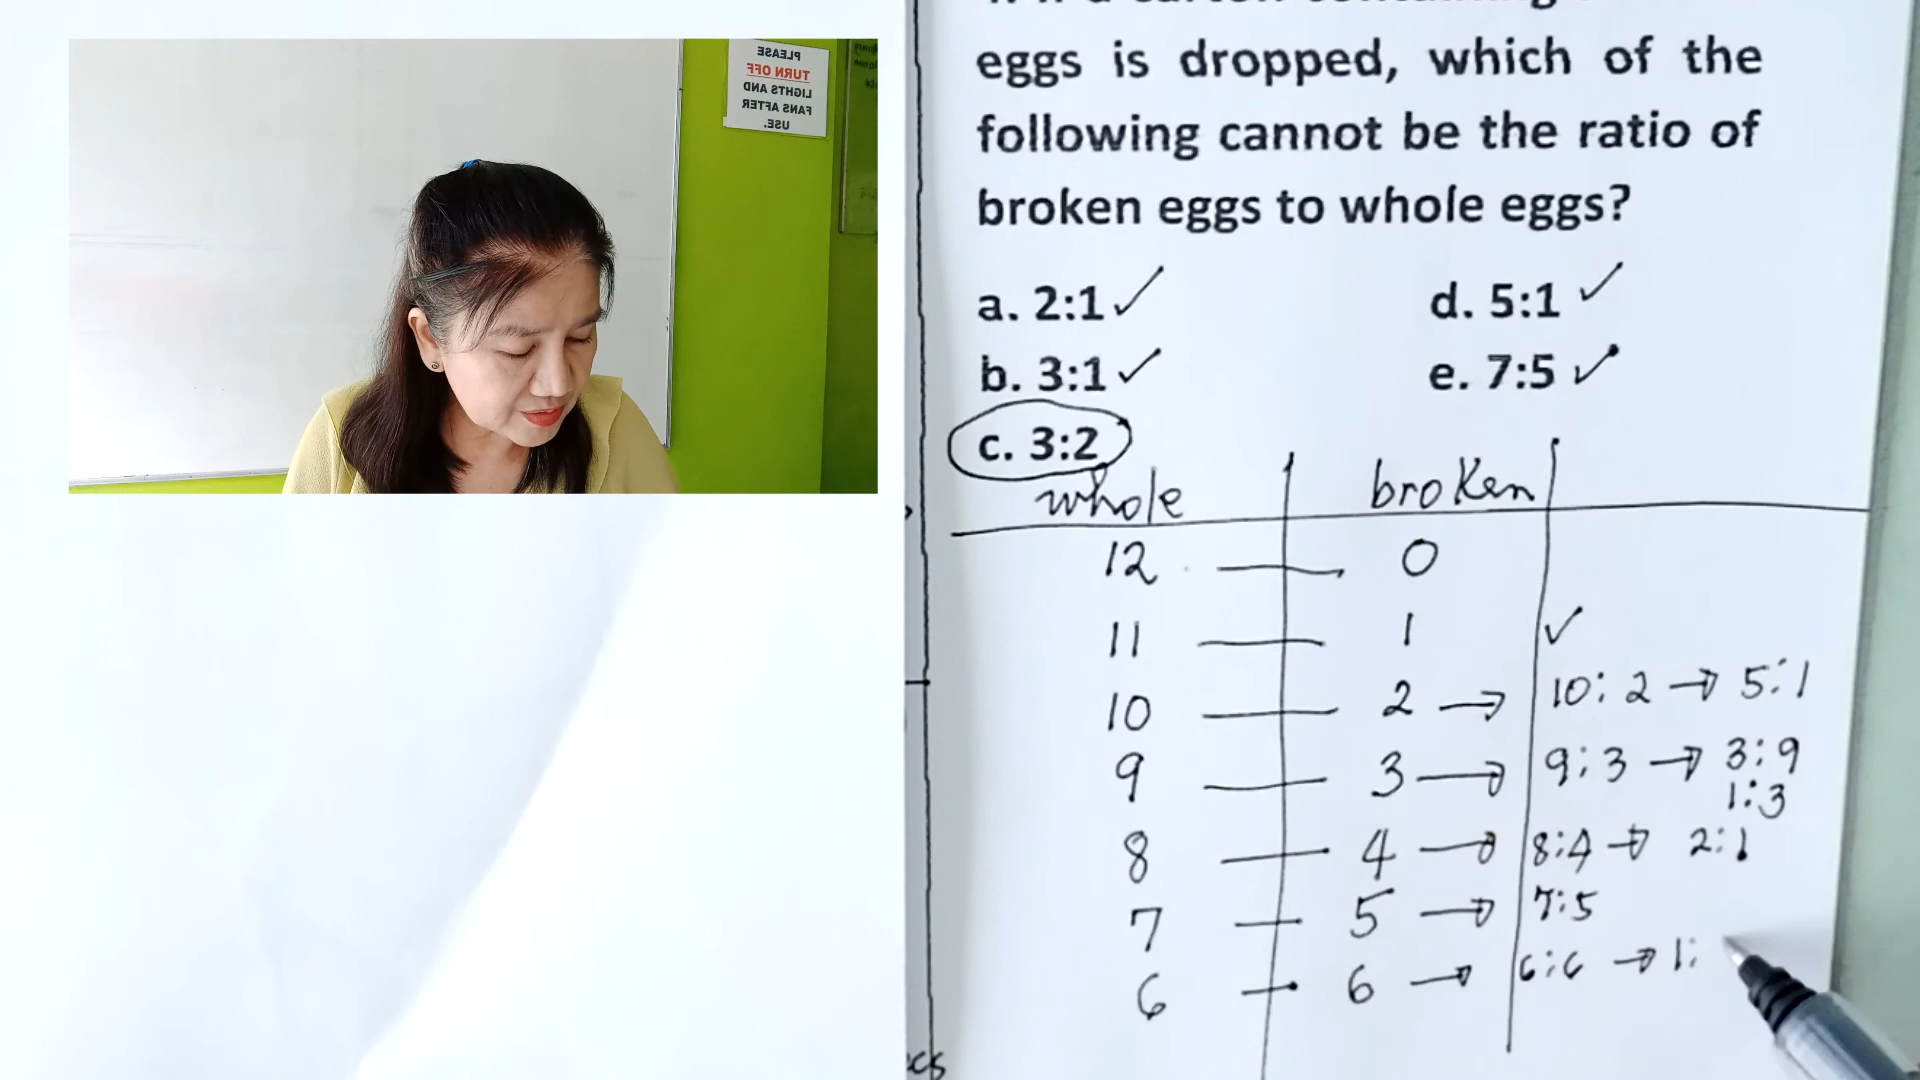 PLEASE
TURN OFF
LIGHTS AND
FANS AFTER
USE.
eggs is dropped, which of the
following cannot be the ratio of
broken eggs to whole eggs?
a. 2:1 ✓ d. 5:1 ✓
b. 3:1 ✓ e. 7:5 ✓
c. 3:2
whole broken
12 — 0
11 — 1 ✓
10 — 2 → 10:2 → 5:1
9 — 3 → 9:3 → 3:9
1:3
8 — 4 → 8:4 → 2:1
7 — 5 → 7:5
6 — 6 → 6:6 → 1: